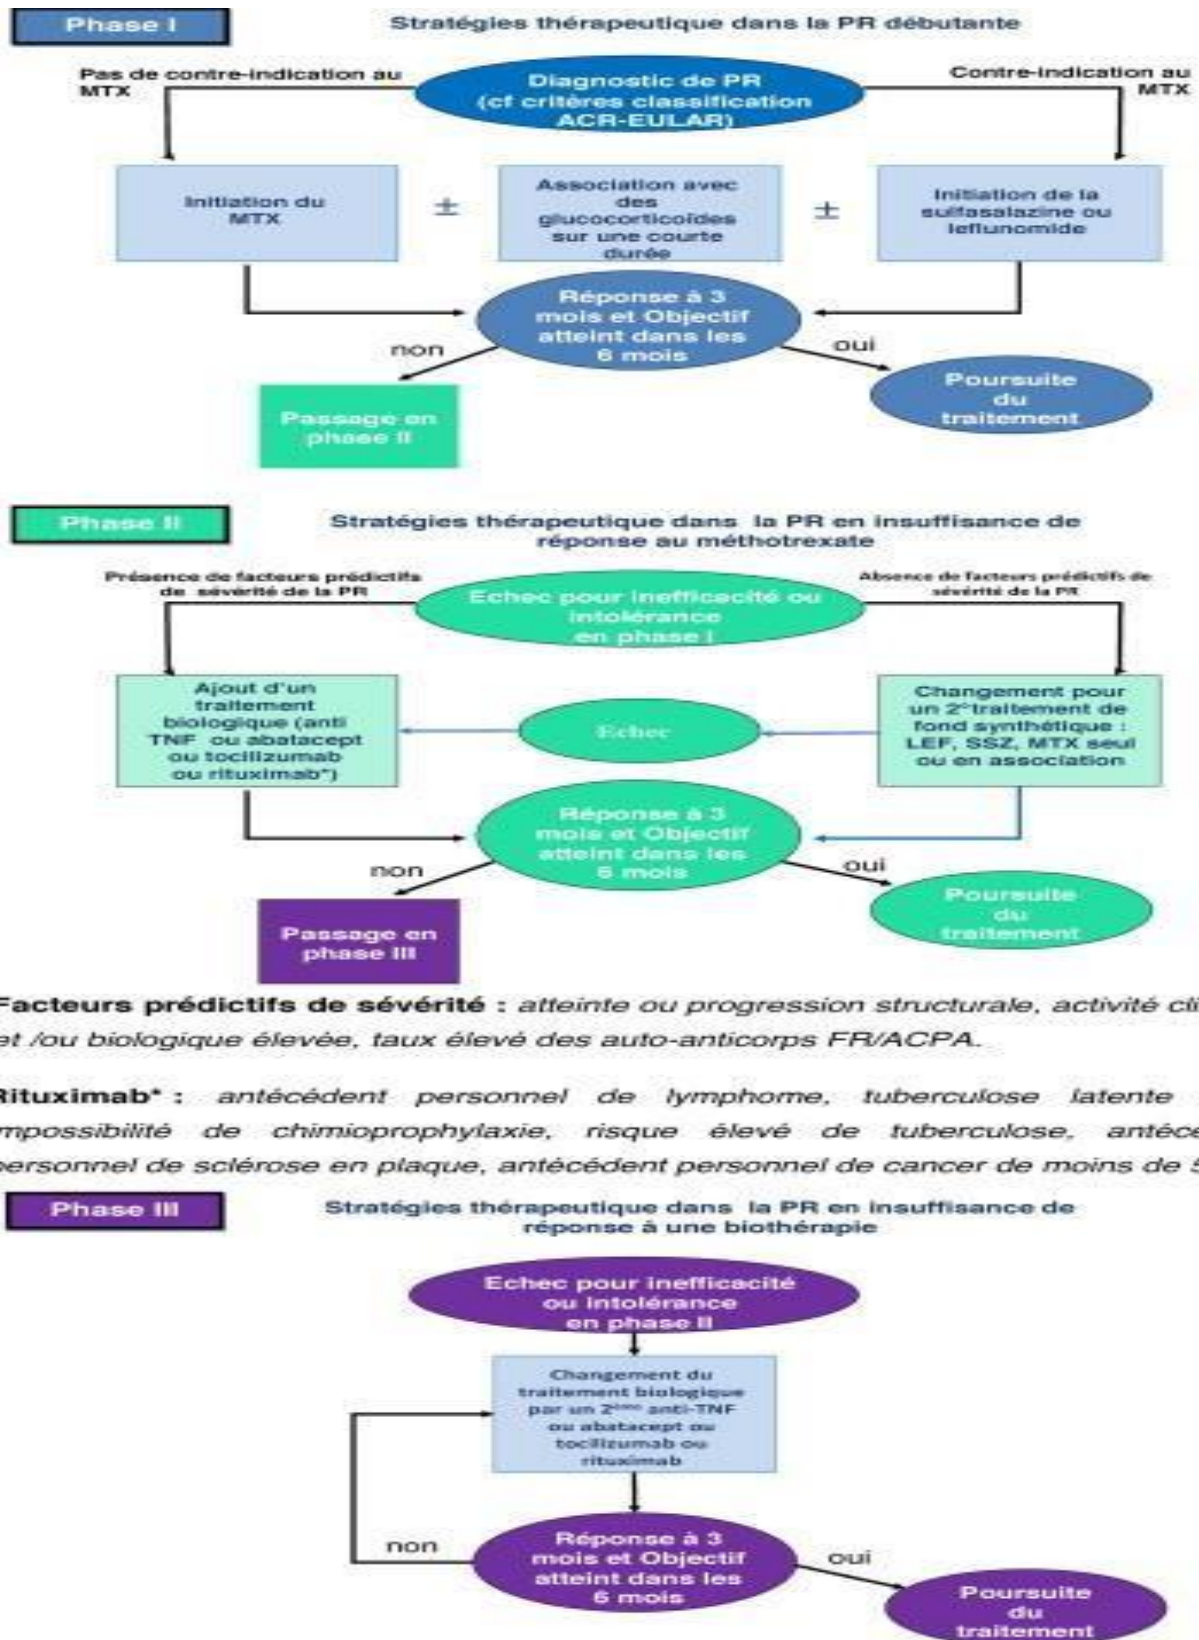 Phase I
Stratégies thérapeutique dans la PR débutante
Pas de contre-indication au
MTX
Diagnostic de PR
(cf critères classification
ACR-EULAR)
Contre-indication au
MTX
Initiation du
MTX
±
Association avec
des
glucocorticoïdes
sur une courte
durée
±
Initiation de la
sulfasalazine ou
leflunomide
Réponse à 3
mois et Objectif
atteint dans les
6 mois
non
oui
Passage en
phase II
Poursuite
du
traitement
Phase II
Stratégies thérapeutique dans la PR en insuffisance de
réponse au méthotrexate
Présence de facteurs prédictifs
de sévérité de la PR
Echec pour inefficacité ou
intolérance
en phase I
Absence de facteurs prédictifs de
sévérité de la PR
Ajout d'un
traitement
biologique (anti
TNF ou abatacept
ou tocilizumab
ou rituximab*)
Echec
Changement pour
un 2°traitement de
fond synthétique :
LEF, SSZ, MTX seul
ou en association
Réponse à 3
mois et Objectif
atteint dans les
6 mois
non
oui
Passage en
phase III
Poursuite
du
traitement
Facteurs prédictifs de sévérité : atteinte ou progression structurale, activité cli
et /ou biologique élevée, taux élevé des auto-anticorps FR/ACPA.
Rituximab* : antécédent personnel de lymphome, tuberculose latente
mpossibilité de chimioprophylaxie, risque élevé de tuberculose, antécé
personnel de sclérose en plaque, antécédent personnel de cancer de moins de 5
Phase III
Stratégies thérapeutique dans la PR en insuffisance de
réponse à une biothérapie
Echec pour inefficacité
ou intolérance
en phase II
Changement du
traitement biologique
par un 2ème anti-TNF
ou abatacept ou
tocilizumab ou
rituximab
Réponse à 3
mois et Objectif
atteint dans les
6 mois
non
oui
Poursuite
du
traitement